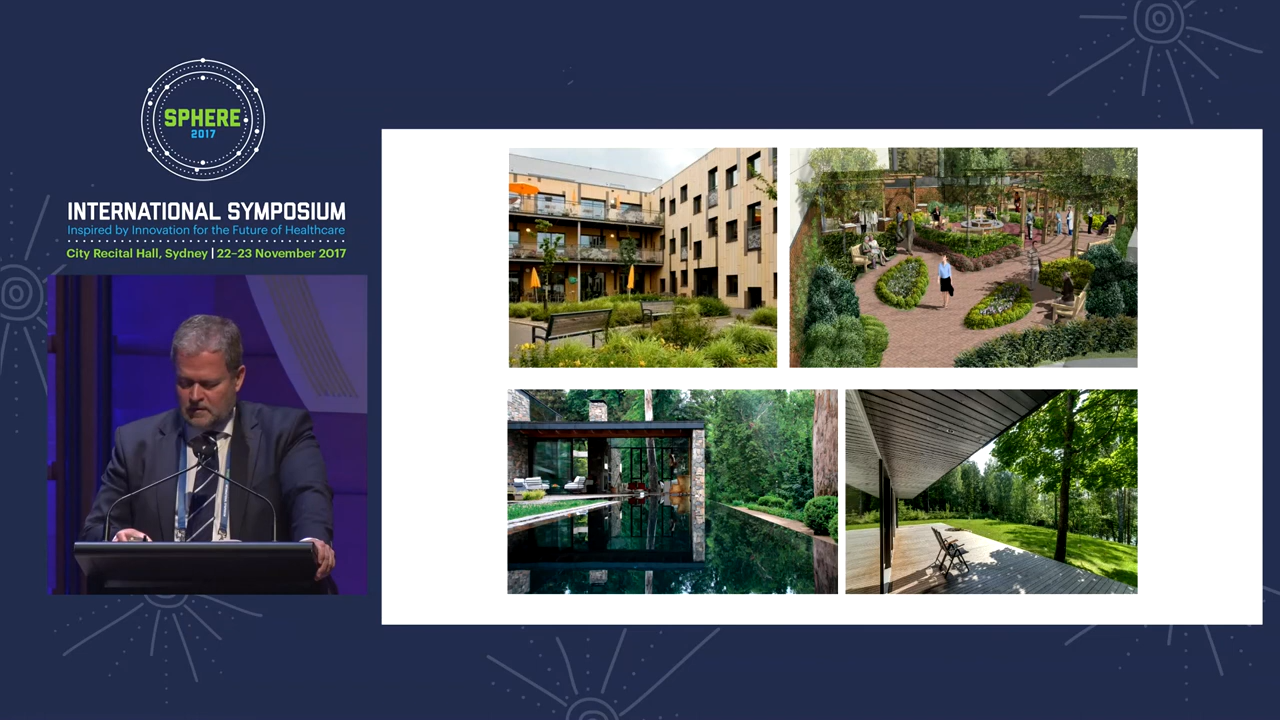 SPHERE
2017
INTERNATIONAL SYMPOSIUM
Inspired by Innovation for the Future of Healthcare
City Recital Hall, Sydney | 22–23 November 2017